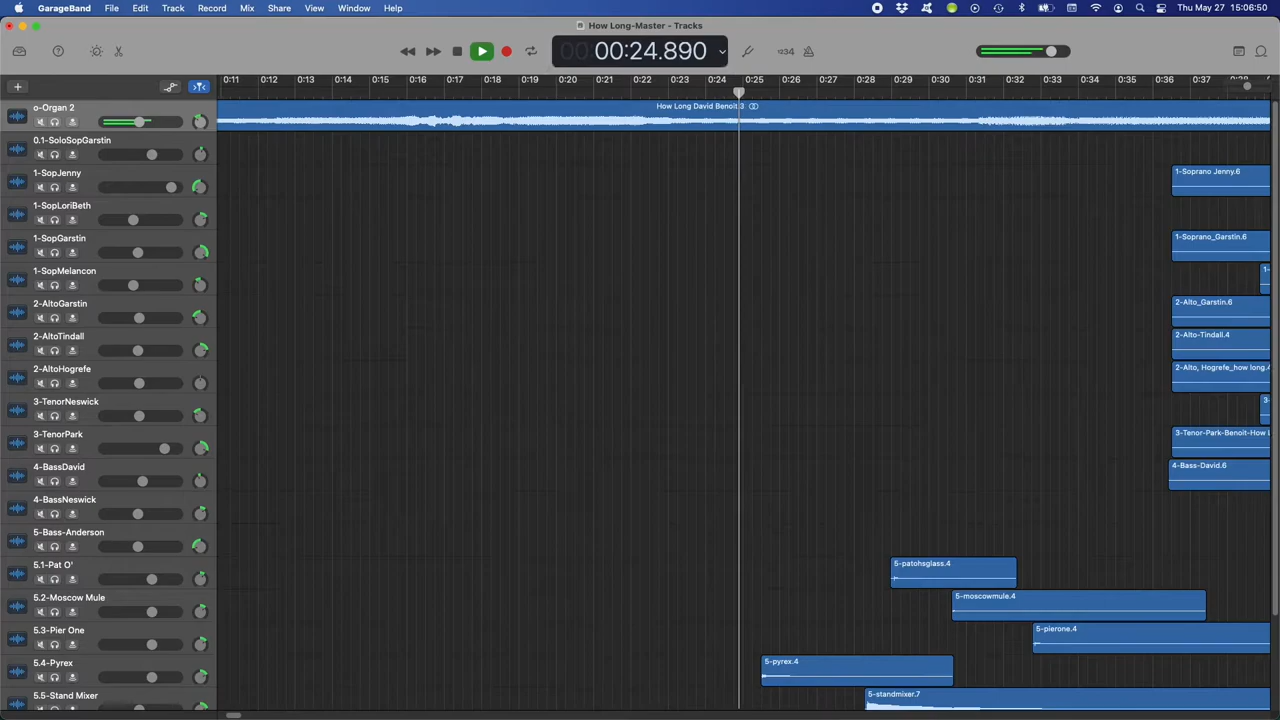 GarageBand File Edit Track Record Mix Share View Window Help Thu May 27 15:06:50
How Long-Master - Tracks
00:24.890
1234
0:11 0:12 0:13 0:14 0:15 0:16 0:17 0:18 0:19 0:20 0:21 0:22 0:23 0:24 0:25 0:26 0:27 0:28 0:29 0:30 0:31 0:32 0:33 0:34 0:35 0:36 0:37
o-Organ 2
How Long David Benoit.3
0.1-SoloSopGarstin
1-SopJenny
1-Soprano Jenny.6
1-SopLoriBeth
1-SopGarstin
1-Soprano_Garstin.6
1-SopMelancon
1-
2-AltoGarstin
2-Alto_Garstin.6
2-AltoTindall
2-Alto-Tindall.4
2-AltoHogrefe
2-Alto, Hogrefe_how long.4
3-TenorNeswick
3-
3-TenorPark
3-Tenor-Park-Benoit-How L
4-BassDavid
4-Bass-David.6
4-BassNeswick
5-Bass-Anderson
5.1-Pat O'
5-patohsglass.4
5.2-Moscow Mule
5-moscowmule.4
5.3-Pier One
5-pierone.4
5.4-Pyrex
5-pyrex.4
5.5-Stand Mixer
5-standmixer.7